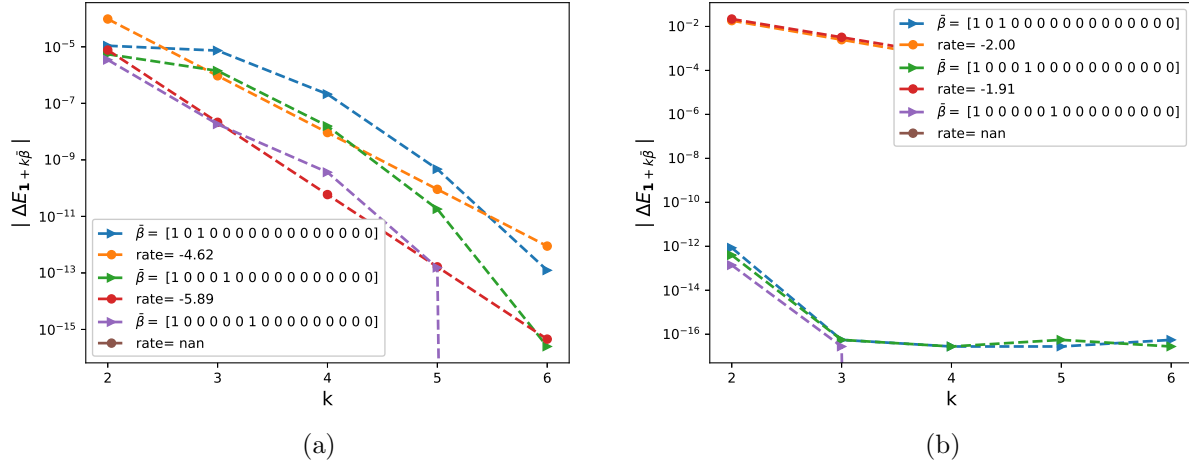 10⁻⁵
10⁻⁷
10⁻⁹
10⁻¹¹
10⁻¹³
10⁻¹⁵
| ΔE₁₊ₖβ̄ |
β̄ = [1 0 1 0 0 0 0 0 0 0 0 0 0 0 0 0]
rate= -4.62
β̄ = [1 0 0 0 1 0 0 0 0 0 0 0 0 0 0 0]
rate= -5.89
β̄ = [1 0 0 0 0 0 1 0 0 0 0 0 0 0 0 0]
rate= nan
2 3 4 5 6
k
(a)
10⁻²
10⁻⁴
10⁻⁶
10⁻⁸
10⁻¹⁰
10⁻¹²
10⁻¹⁴
10⁻¹⁶
| ΔE₁₊ₖβ̄ |
β̄ = [1 0 1 0 0 0 0 0 0 0 0 0 0 0 0 0]
rate= -2.00
β̄ = [1 0 0 0 1 0 0 0 0 0 0 0 0 0 0 0]
rate= -1.91
β̄ = [1 0 0 0 0 0 1 0 0 0 0 0 0 0 0 0]
rate= nan
2 3 4 5 6
k
(b)